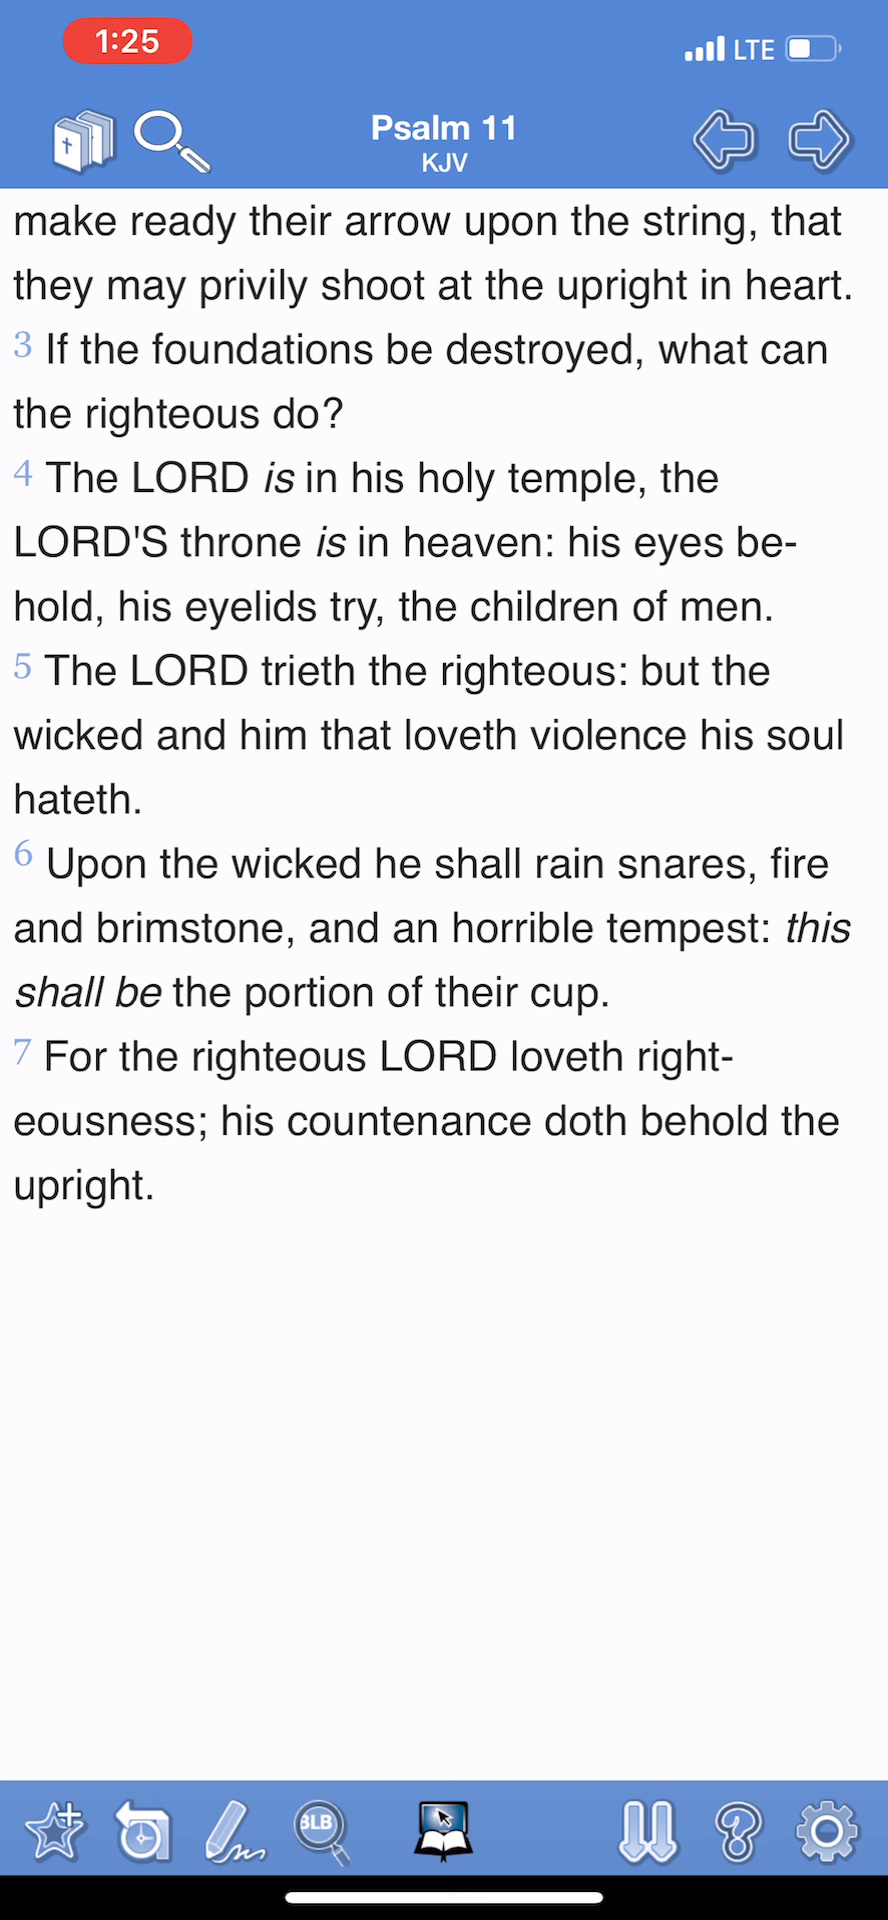 1:25
LTE
Psalm 11
KJV
make ready their arrow upon the string, that
they may privily shoot at the upright in heart.
3 If the foundations be destroyed, what can
the righteous do?
4 The LORD is in his holy temple, the
LORD'S throne is in heaven: his eyes be-
hold, his eyelids try, the children of men.
5 The LORD trieth the righteous: but the
wicked and him that loveth violence his soul
hateth.
6 Upon the wicked he shall rain snares, fire
and brimstone, and an horrible tempest: this
shall be the portion of their cup.
7 For the righteous LORD loveth right-
eousness; his countenance doth behold the
upright.
BLB